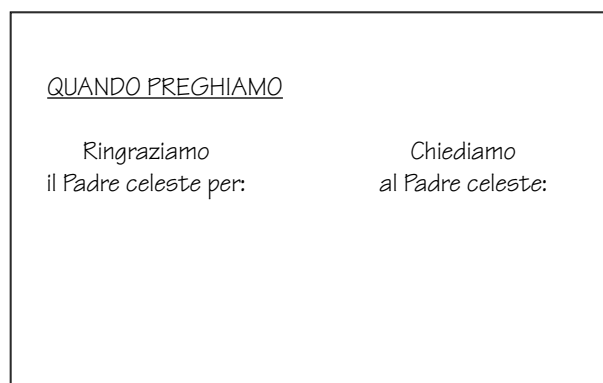 QUANDO PREGHIAMO
Ringraziamo
il Padre celeste per:
Chiediamo
al Padre celeste: